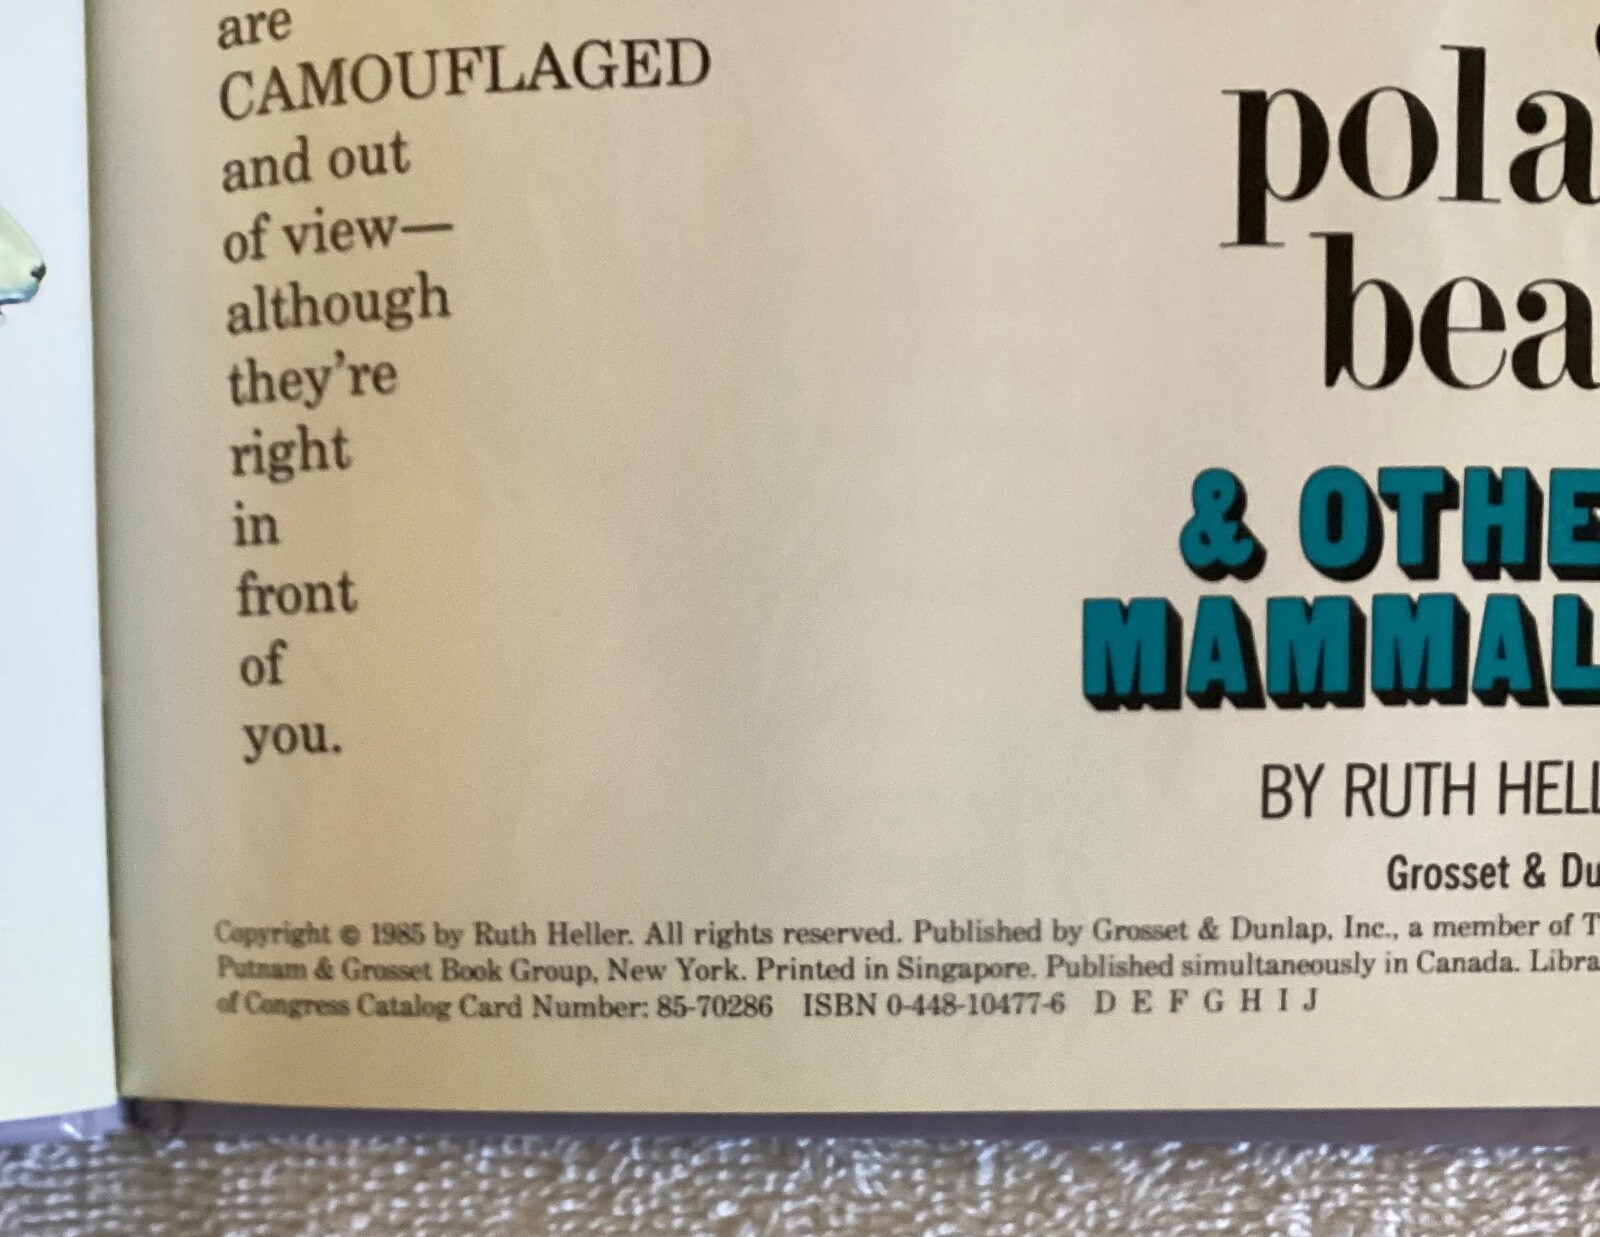 are
CAMOUFLAGED
and out
of view—
although
they're
right
in
front
of
you.
pola
bea
& OTHE
MAMMAL
BY RUTH HELL
Grosset & Du
Copyright © 1985 by Ruth Heller. All rights reserved. Published by Grosset & Dunlap, Inc., a member of T
Putnam & Grosset Book Group, New York. Printed in Singapore. Published simultaneously in Canada. Libra
of Congress Catalog Card Number: 85-70286 ISBN 0-448-10477-6 D E F G H I J